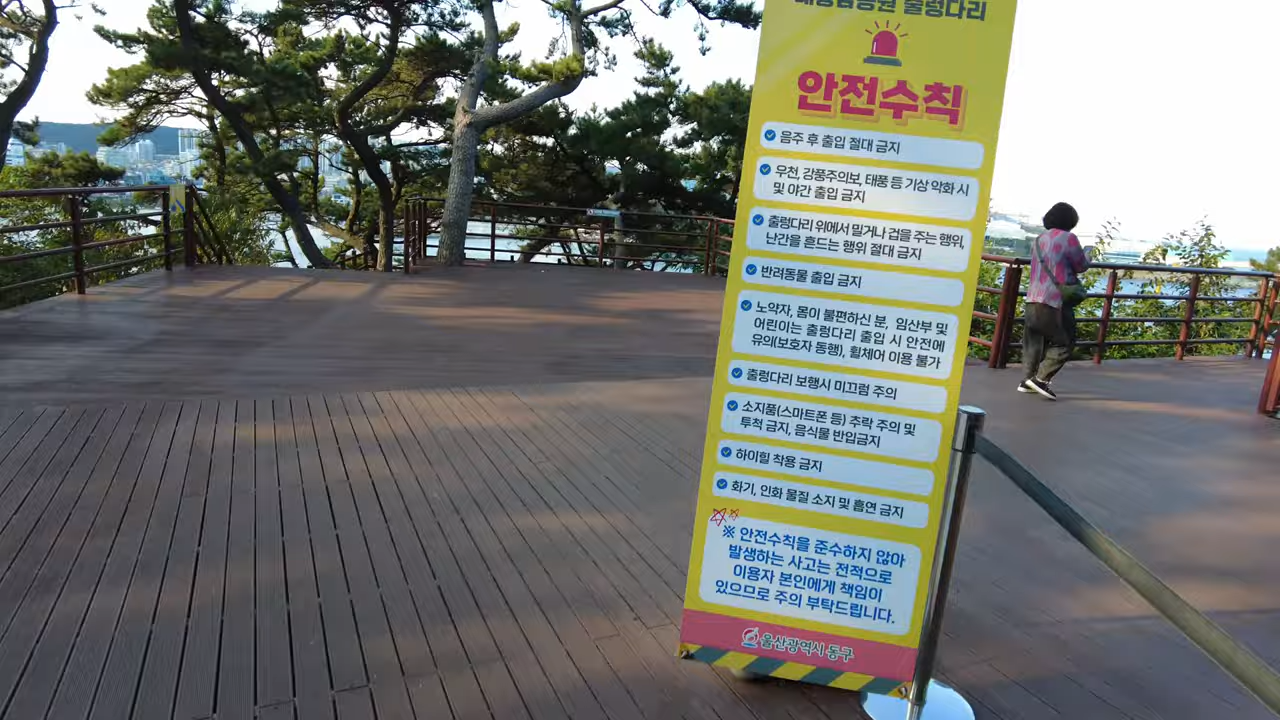 출렁다리
안전수칙
음주 후 출입 절대 금지
우천, 강풍주의보, 태풍 등 기상 악화 시
및 야간 출입 금지
출렁다리 위에서 밀거나 겁을 주는 행위,
난간을 흔드는 행위 절대 금지
반려동물 출입 금지
노약자, 몸이 불편하신 분, 임산부 및
어린이는 출렁다리 출입 시 안전에
유의(보호자 동행), 휠체어 이용 불가
출렁다리 보행시 미끄럼 주의
소지품(스마트폰 등) 추락 주의 및
투척 금지, 음식물 반입금지
하이힐 착용 금지
화기, 인화 물질 소지 및 흡연 금지
※ 안전수칙을 준수하지 않아
발생하는 사고는 전적으로
이용자 본인에게 책임이
있으므로 주의 부탁드립니다.
울산광역시 동구